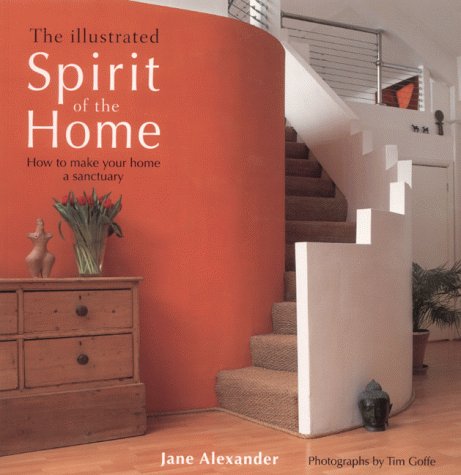 The illustrated
Spirit
of the
Home
How to make your home
a sanctuary
Jane Alexander
Photographs by Tim Goffe